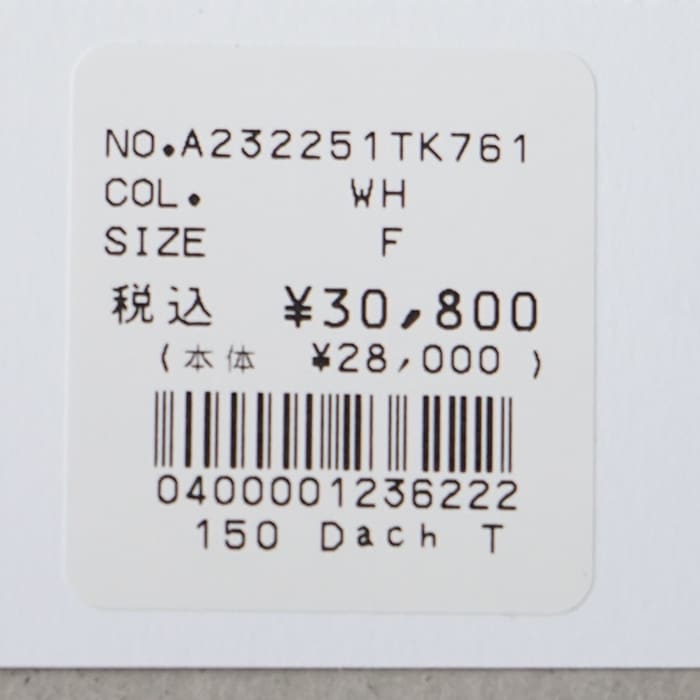 NO.A232251TK761
COL. WH
SIZE F
税込 ¥30,800
(本体 ¥28,000)
0400001236222
150 Dach T